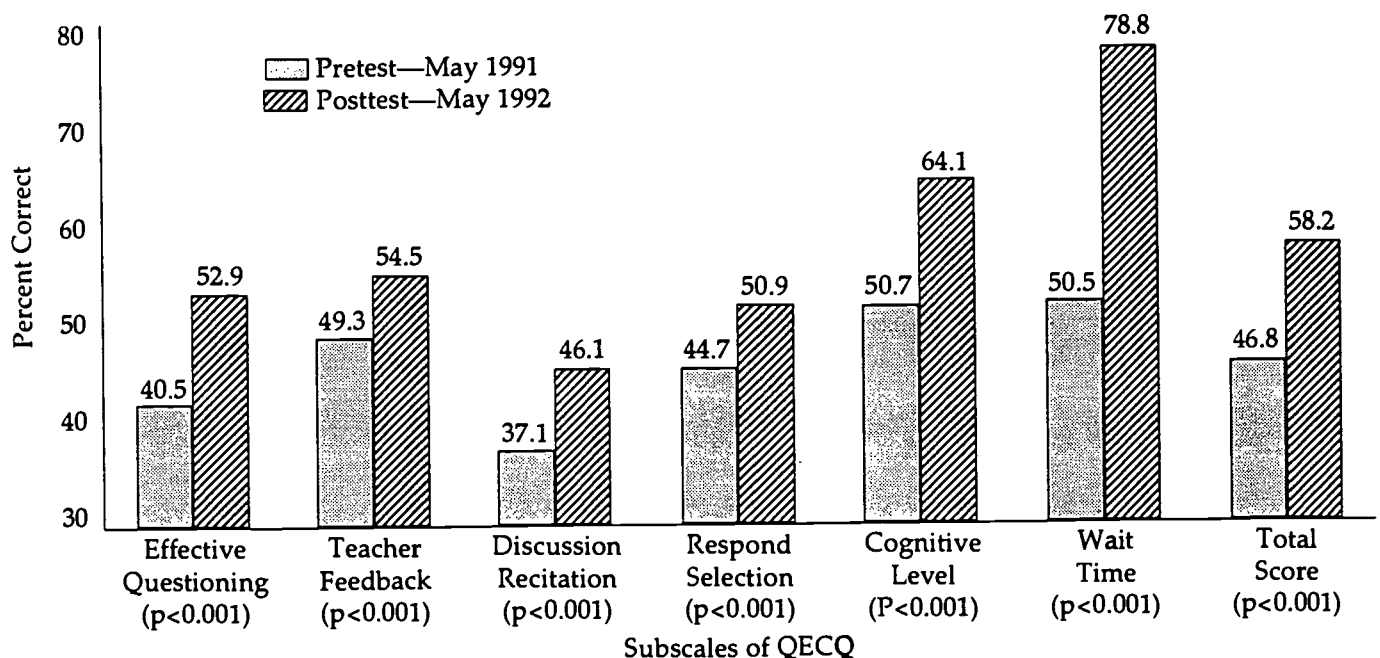 80
70
60
50
40
30
Percent Correct
Pretest—May 1991
Posttest—May 1992
40.5
52.9
49.3
54.5
37.1
46.1
44.7
50.9
50.7
64.1
50.5
78.8
46.8
58.2
Effective
Questioning
(p<0.001)
Teacher
Feedback
(p<0.001)
Discussion
Recitation
(p<0.001)
Respond
Selection
(p<0.001)
Cognitive
Level
(P<0.001)
Wait
Time
(p<0.001)
Total
Score
(p<0.001)
Subscales of QECQ